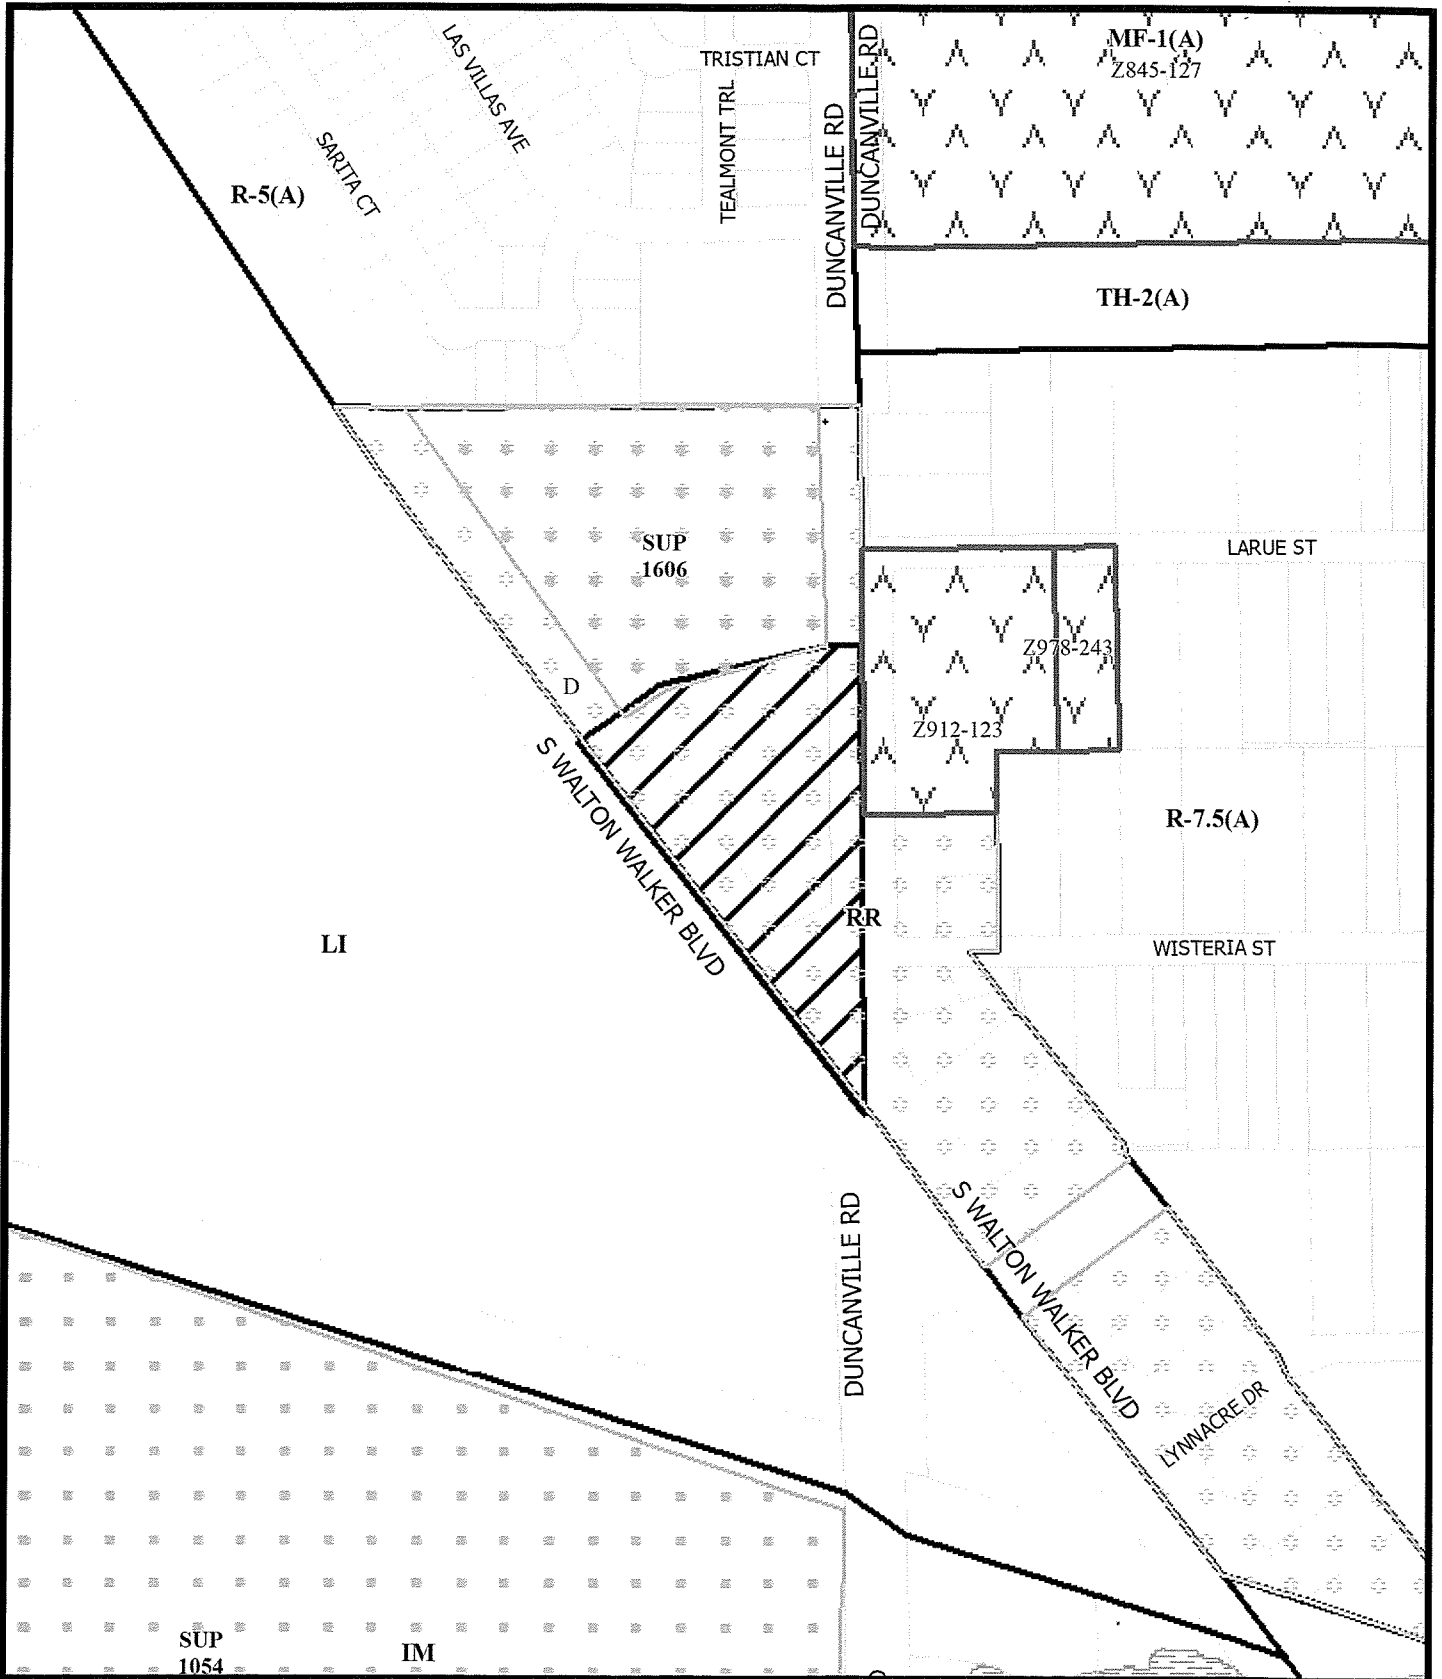 LAS VILLAS AVE
TRISTIAN CT
DUNCANVILLE RD
MF-1(A)
Z845-127
TEALMONT TRL
DUNCANVILLE RD
SARITA CT
R-5(A)
TH-2(A)
SUP
1606
LARUE ST
Z978-243
D
Z912-123
S WALTON WALKER BLVD
R-7.5(A)
RR
LI
WISTERIA ST
S WALTON WALKER BLVD
DUNCANVILLE RD
LYNNACRE DR
SUP
1054
IM